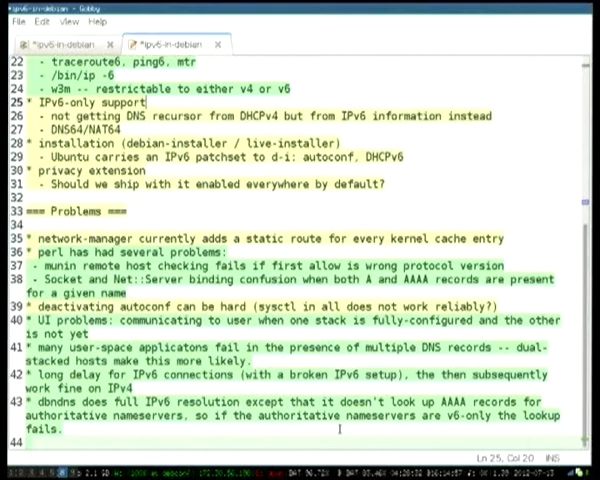 *ipv6-in-debian - Gobby
File Edit View Help
*ipv6-in-debian x *ipv6-in-debian x
22 - traceroute6, ping6, mtr
23 - /bin/ip -6
24 - w3m -- restrictable to either v4 or v6
25 * IPv6-only support
26 - not getting DNS recursor from DHCPv4 but from IPv6 information instead
27 - DNS64/NAT64
28 * installation (debian-installer / live-installer)
29 - Ubuntu carries an IPv6 patchset to d-i: autoconf, DHCPv6
30 * privacy extension
31 - Should we ship with it enabled everywhere by default?
32
33 === Problems ===
34
35 * network-manager currently adds a static route for every kernel cache entry
36 * perl has had several problems:
37 - munin remote host checking fails if first allow is wrong protocol version
38 - Socket and Net::Server binding confusion when both A and AAAA records are present
for a given name
39 * deactivating autoconf can be hard (sysctl in all does not work reliably?)
40 * UI problems: communicating to user when one stack is fully-configured and the other
is not yet
41 * many user-space applicatons fail in the presence of multiple DNS records -- dual-
stacked hosts make this more likely.
42 * long delay for IPv6 connections (with a broken IPv6 setup), the then subsequently
work fine on IPv4
43 * dbndns does full IPv6 resolution except that it doesn't look up AAAA records for
authoritative nameservers, so if the authoritative nameservers are v6-only the lookup
fails.
44
Ln 25, Col 20 INS